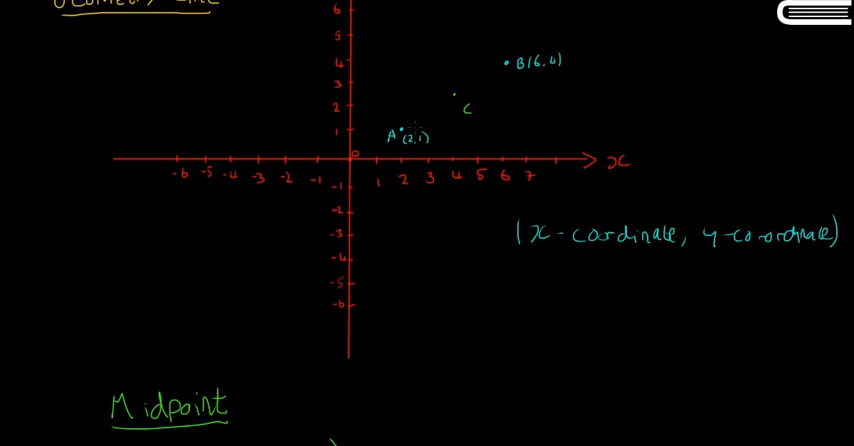 6
5
4
B(6,4)
3
2
C
1
A (2,1)
0
x
-6 -5 -4 -3 -2 -1 1 2 3 4 5 6 7
-1
-2
-3
(x-coordinate, y-coordinate)
-4
-5
-6
Midpoint